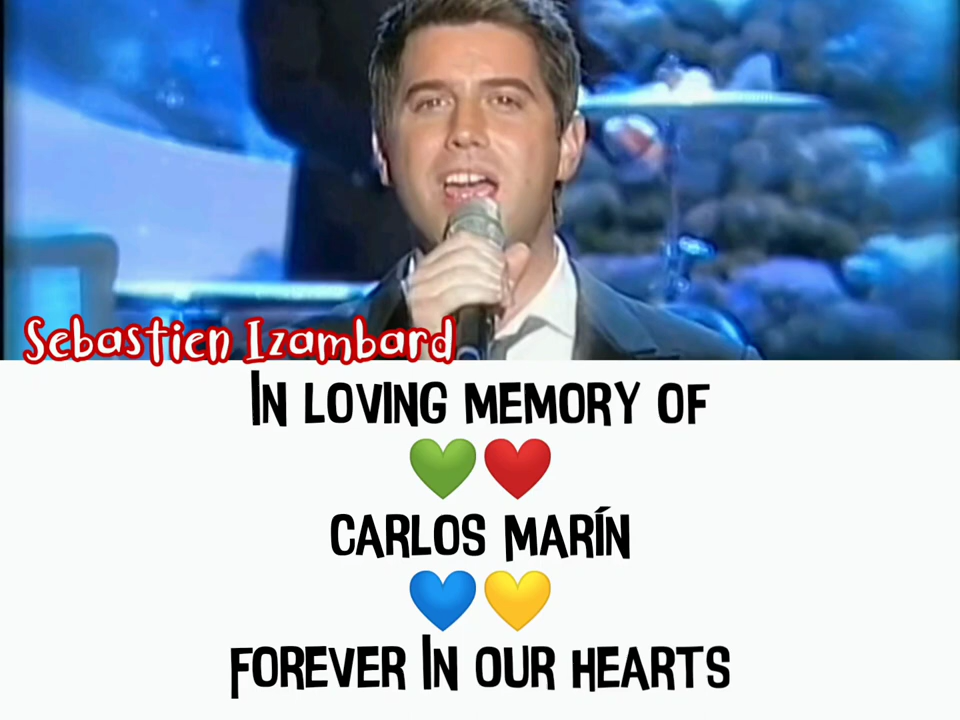 Sebastien Izambard
IN LOVING MEMORY OF
💚❤️
CARLOS MARÍN
💙💛
FOREVER IN OUR HEARTS